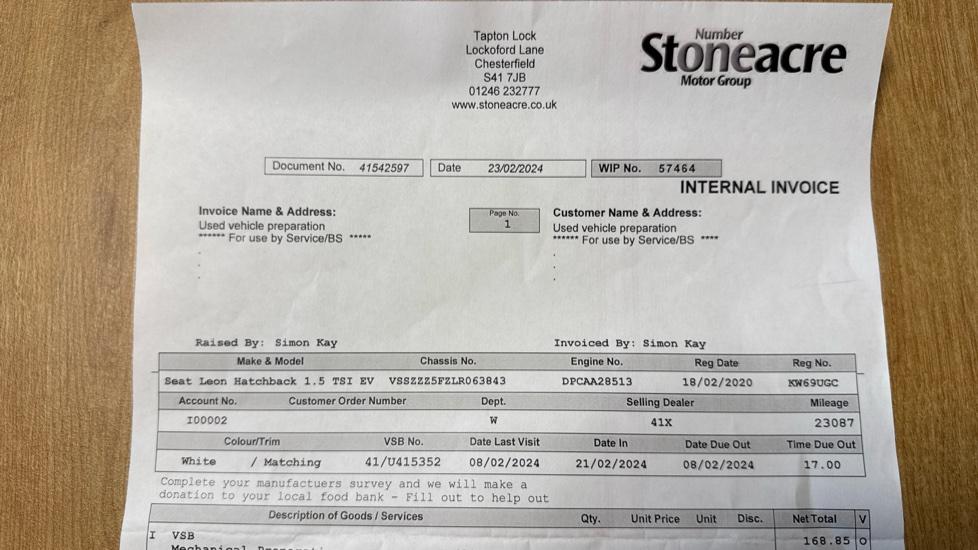 Tapton Lock
Lockoford Lane
Chesterfield
S41 7JB
01246 232777
www.stoneacre.co.uk
Number
Stoneacre
Motor Group
Document No. 41542597 Date 23/02/2024 WIP No. 57464
INTERNAL INVOICE
Invoice Name & Address:
Used vehicle preparation
****** For use by Service/BS *****
.
.
.
Page No.
1
Customer Name & Address:
Used vehicle preparation
****** For use by Service/BS ****
.
.
.
Raised By: Simon Kay Invoiced By: Simon Kay
Make & Model Chassis No. Engine No. Reg Date Reg No.
Seat Leon Hatchback 1.5 TSI EV VSSZZZ5FZLR063843 DPCAA28513 18/02/2020 KW69UGC
Account No. Customer Order Number Dept. Selling Dealer Mileage
I00002 W 41X 23087
Colour/Trim VSB No. Date Last Visit Date In Date Due Out Time Due Out
White / Matching 41/U415352 08/02/2024 21/02/2024 08/02/2024 17.00
Complete your manufactuers survey and we will make a
donation to your local food bank - Fill out to help out
Description of Goods / Services Qty. Unit Price Unit Disc. Net Total V
I VSB 168.85 O
Mechanical